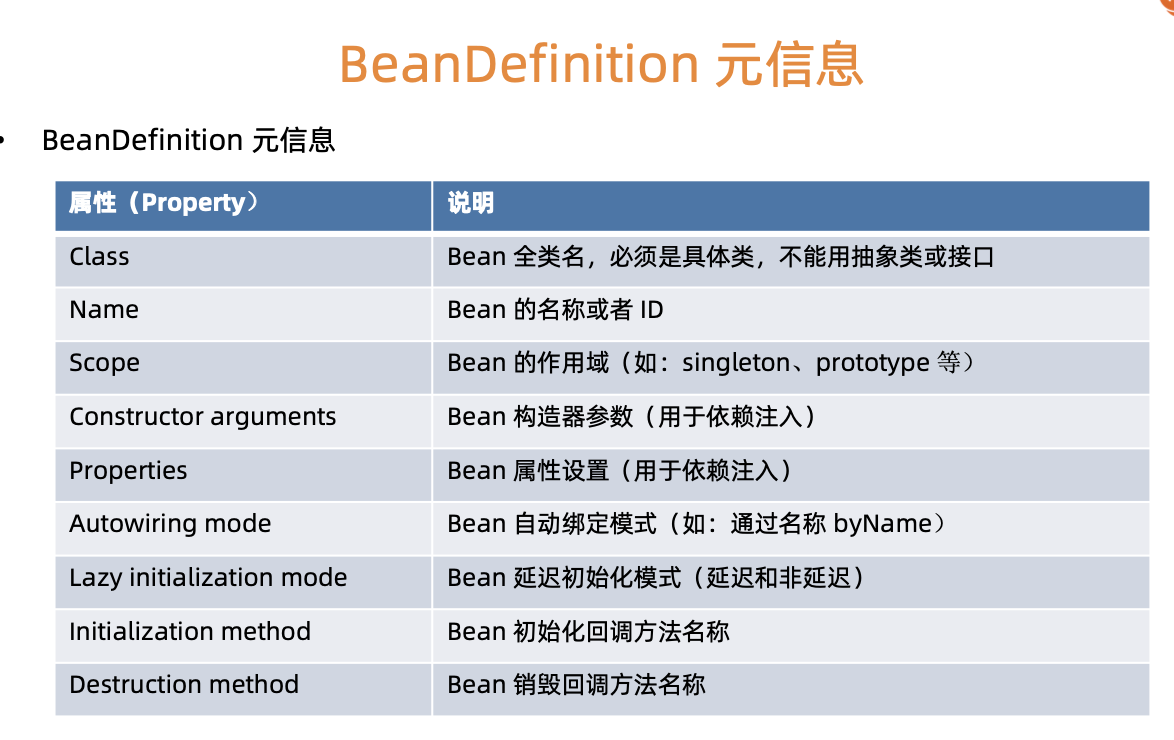 BeanDefinition 元信息
• BeanDefinition 元信息
属性（Property） 说明
Class Bean 全类名，必须是具体类，不能用抽象类或接口
Name Bean 的名称或者 ID
Scope Bean 的作用域（如：singleton、prototype 等）
Constructor arguments Bean 构造器参数（用于依赖注入）
Properties Bean 属性设置（用于依赖注入）
Autowiring mode Bean 自动绑定模式（如：通过名称 byName）
Lazy initialization mode Bean 延迟初始化模式（延迟和非延迟）
Initialization method Bean 初始化回调方法名称
Destruction method Bean 销毁回调方法名称